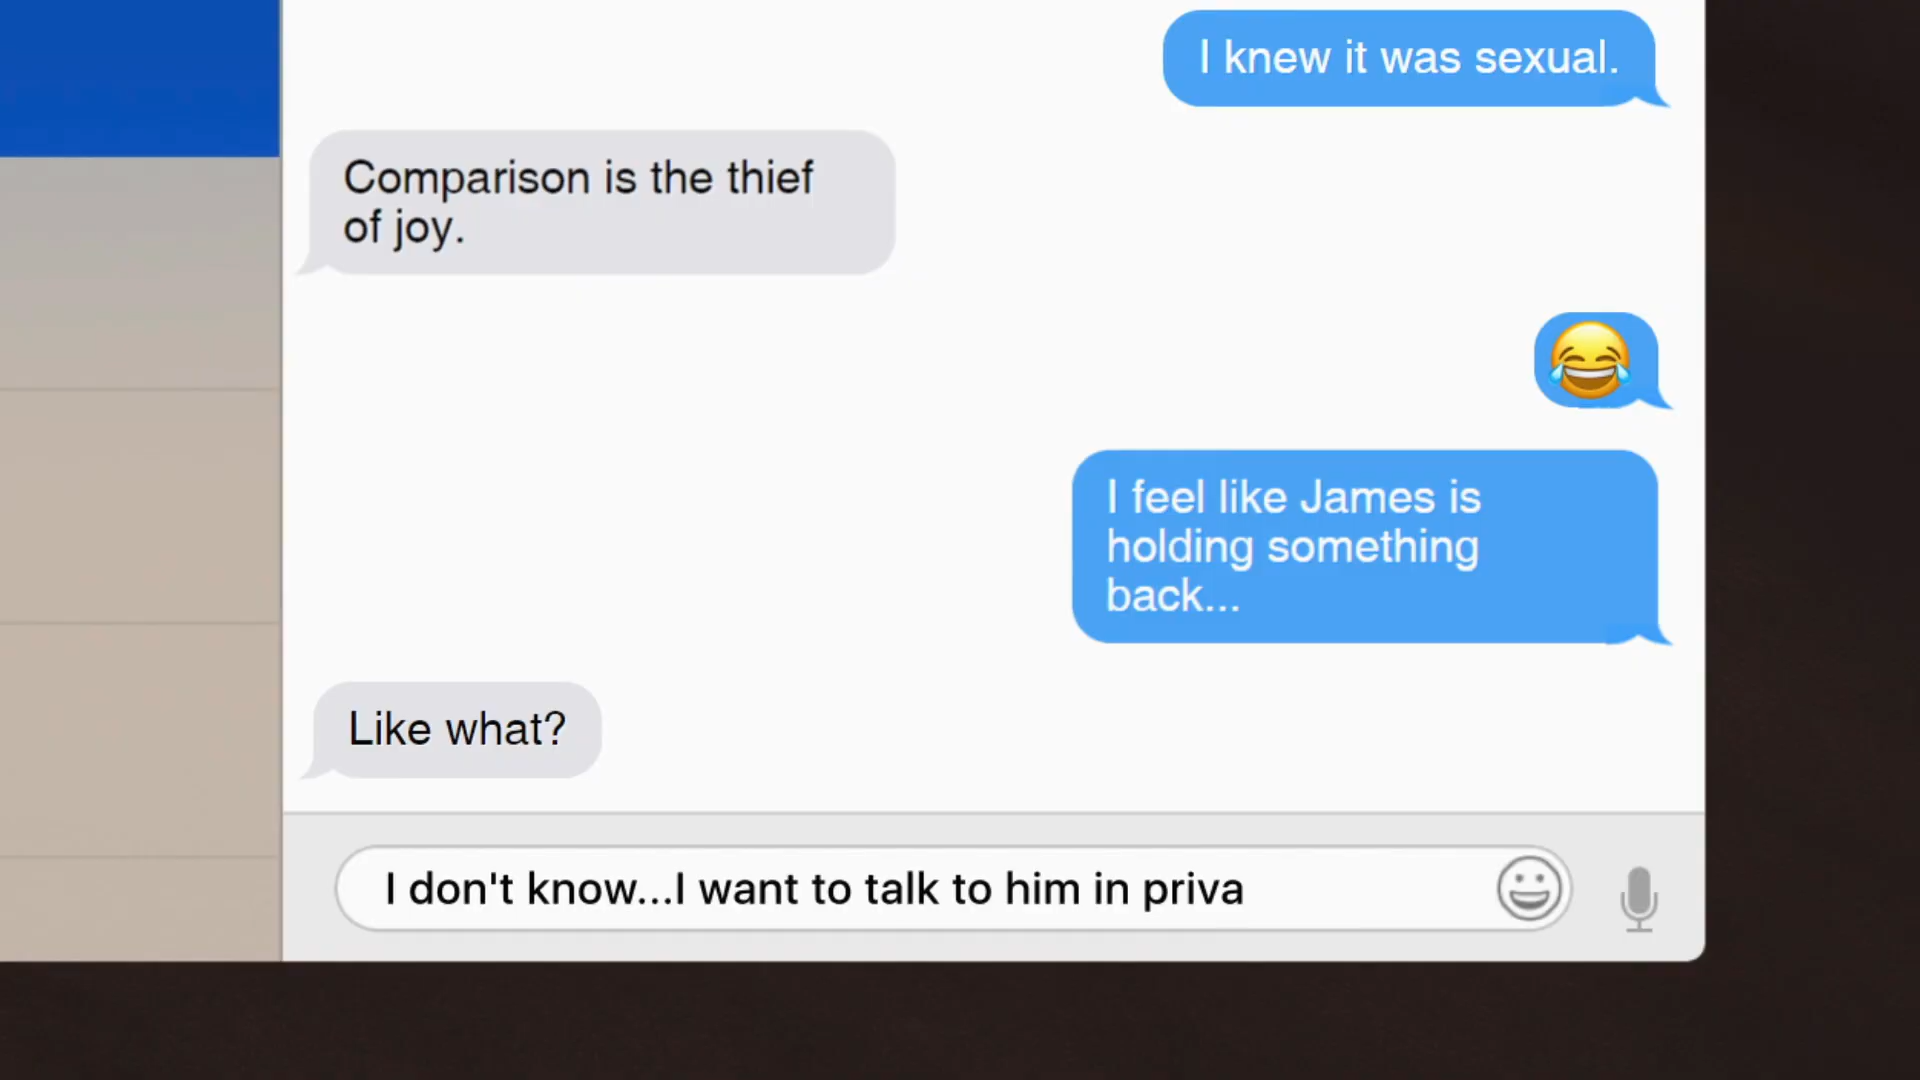 I knew it was sexual.
Comparison is the thief
of joy.
😂
I feel like James is
holding something
back...
Like what?
I don't know...I want to talk to him in priva